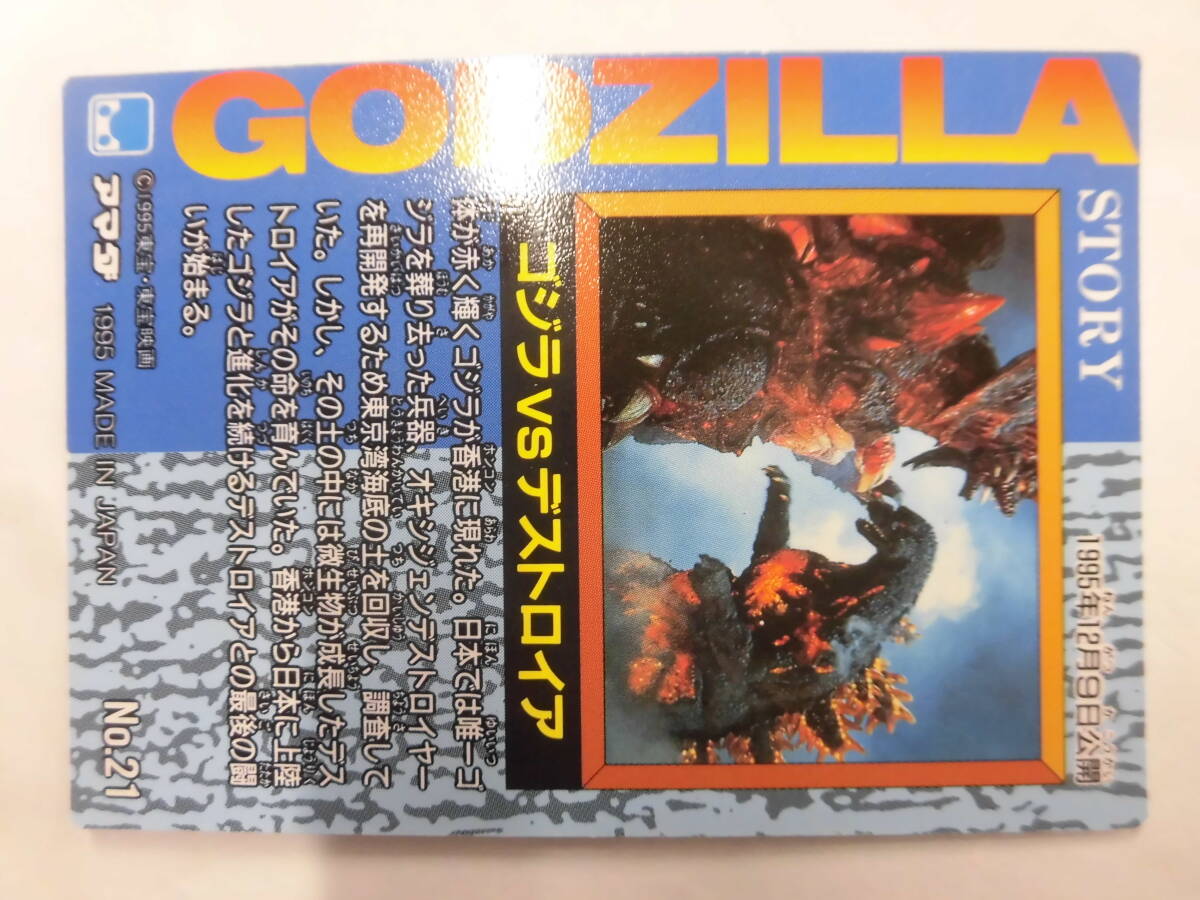 GODZILLA
STORY
1995年12月9日公開
ゴジラvsデストロイア
体が赤く輝くゴジラが香港に現れた。日本では唯一ゴ
ジラを葬り去った兵器、オキシジェンデストロイヤー
を再開発するため東京湾海底の土を回収し、調査して
いた。しかし、その土の中には微生物が成長したデス
トロイアがその命を育んでいた。香港から日本に上陸
したゴジラと進化を続けるデストロイアとの最後の闘
いが始まる。
©1995東宝・東宝映画
アマダ 1995 MADE IN JAPAN
No.21